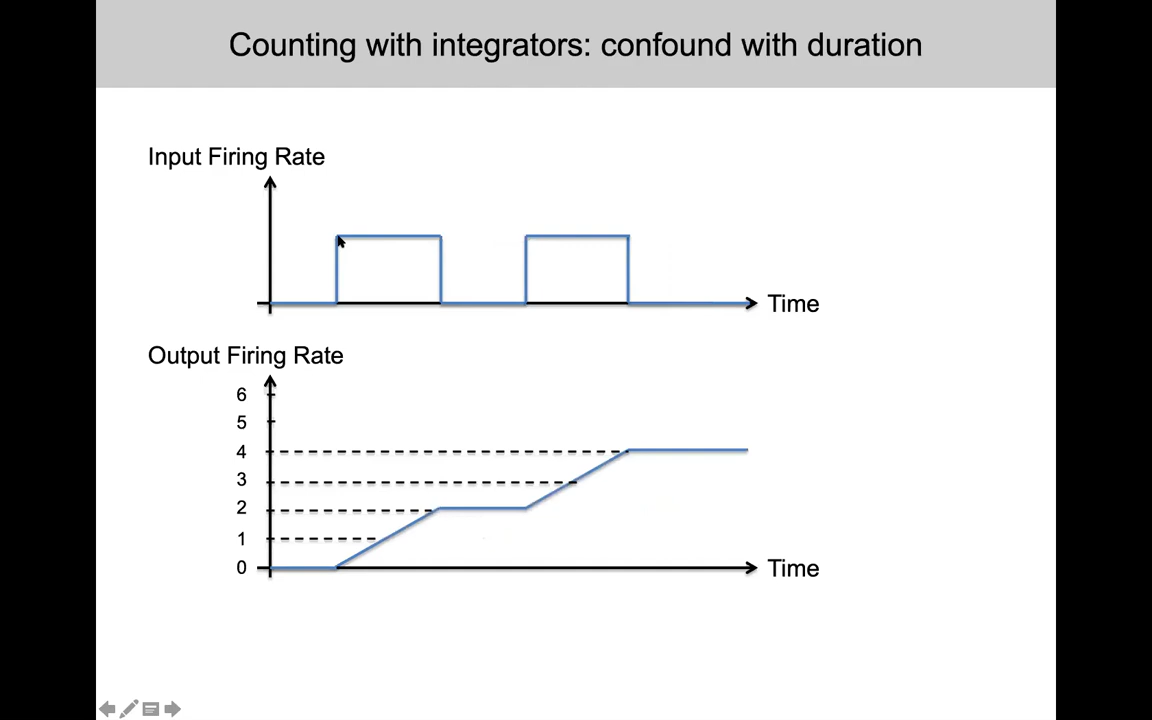 Counting with integrators: confound with duration
Input Firing Rate
Time
Output Firing Rate
6
5
4
3
2
1
0
Time